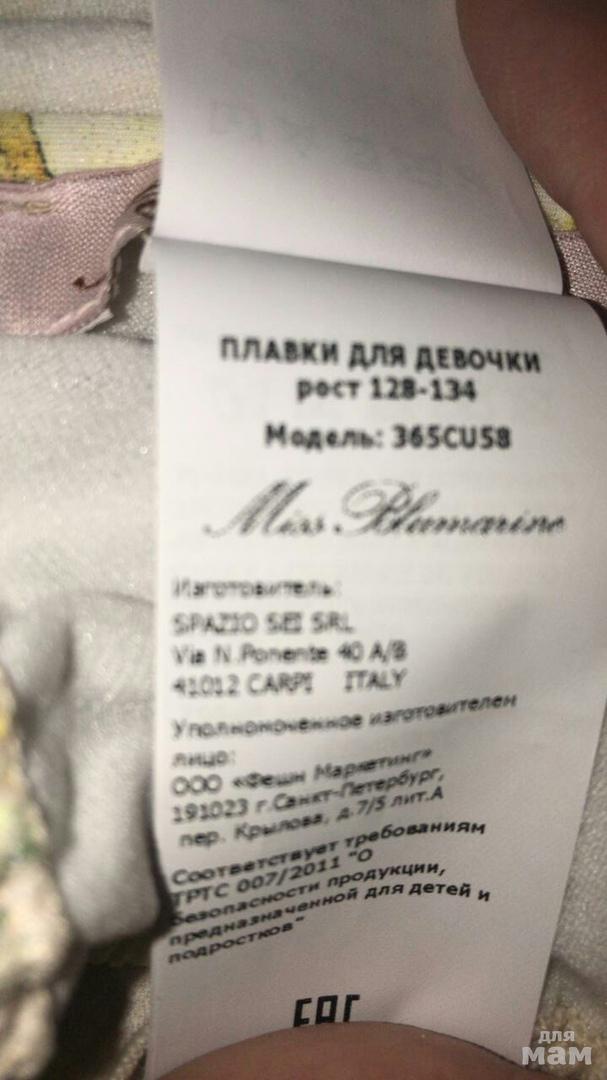 ПЛАВКИ ДЛЯ ДЕВОЧКИ
рост 128-134
Модель: 365CU58
Miss Blumarine
Изготовитель:
SPAZIO SEI SRL
Via N.Ponente 40 A/B
41012 CARPI ITALY
Уполномоченное изготовителен
лицо:
ООО «Фешн Маркетинг»
191023 г.Санкт-Петербург,
пер. Крылова, д.7/5 лит.А
Соответствует требованиям
ТРТС 007/2011 "О
безопасности продукции,
предназначенной для детей и
подростков"
EAC
для
мам